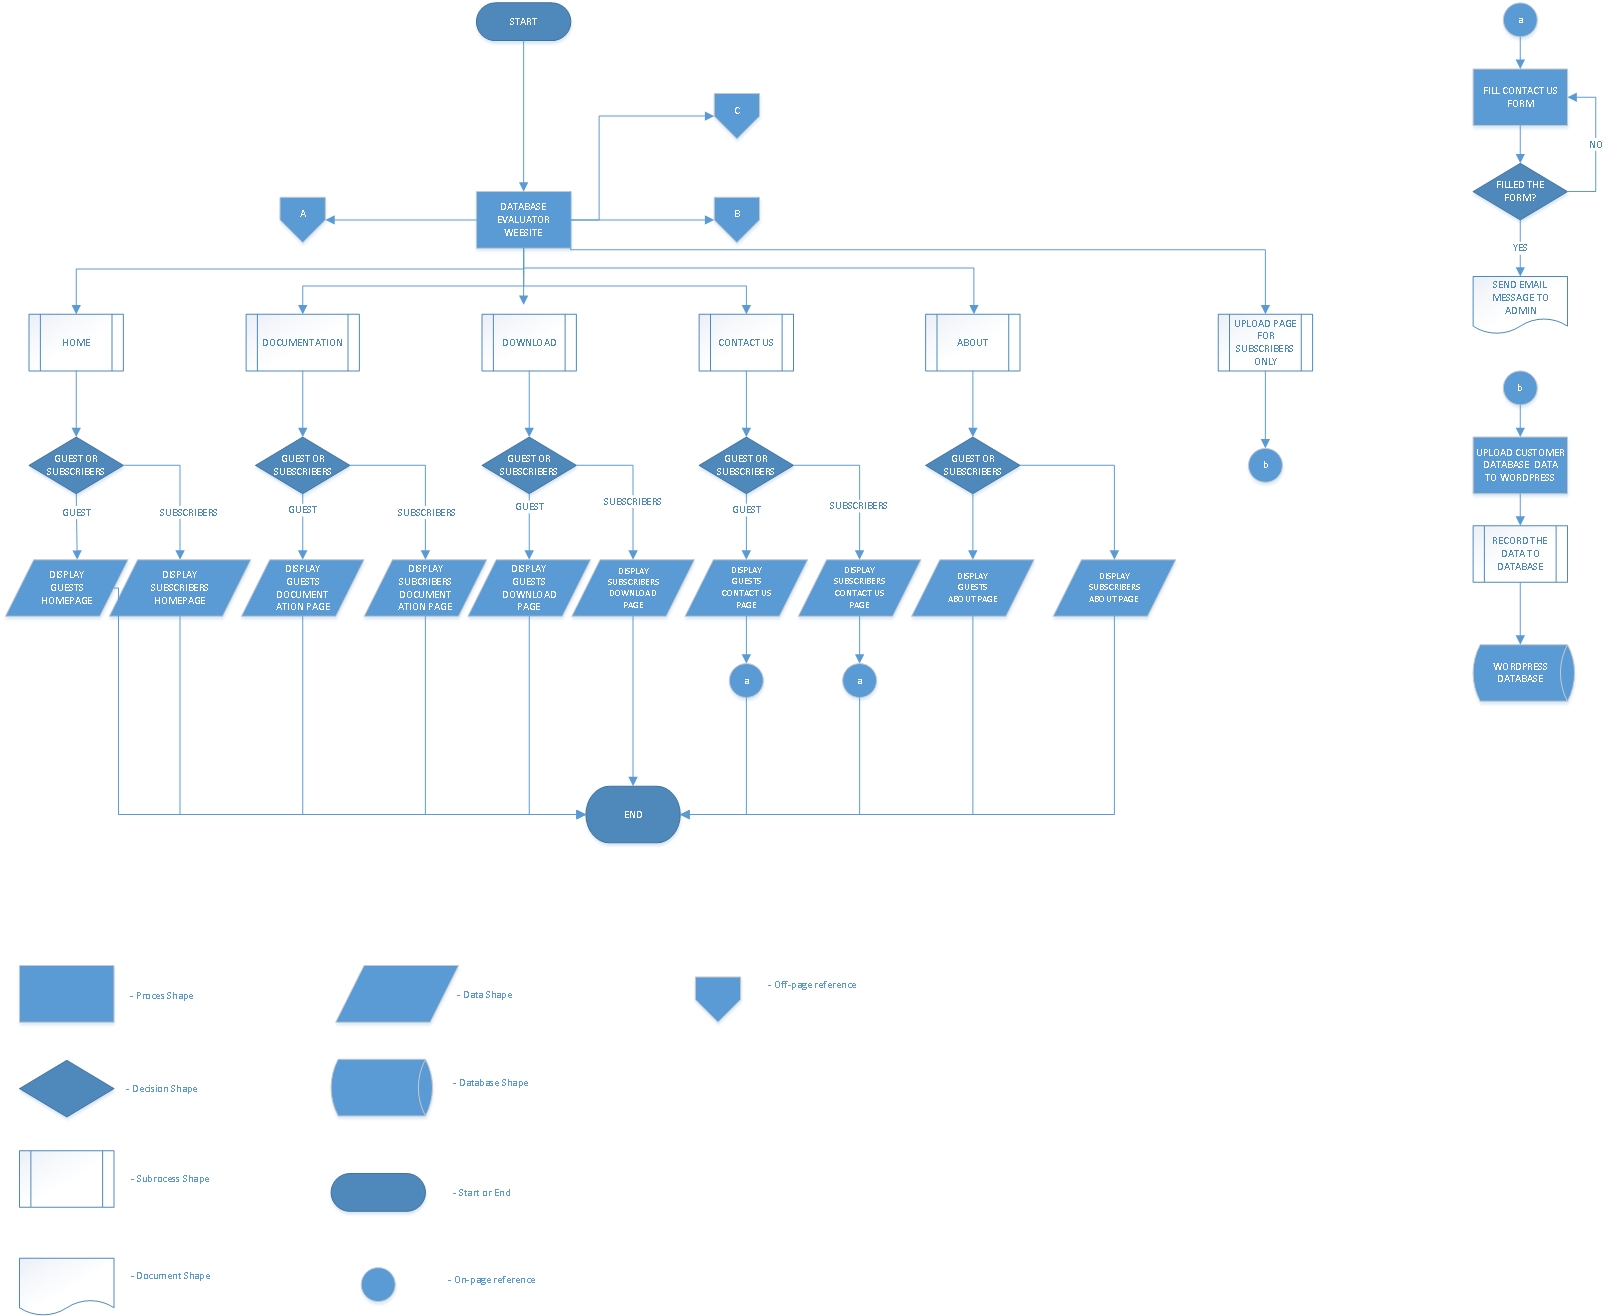 START
C
A
DATABASE
EVALUATOR
WEBSITE
B
HOME
DOCUMENTATION
DOWNLOAD
CONTACT US
ABOUT
UPLOAD PAGE
FOR
SUBSCRIBERS
ONLY
GUEST OR
SUBSCRIBERS
GUEST OR
SUBSCRIBERS
GUEST OR
SUBSCRIBERS
GUEST OR
SUBSCRIBERS
GUEST OR
SUBSCRIBERS
b
GUEST
SUBSCRIBERS
GUEST
SUBSCRIBERS
GUEST
SUBSCRIBERS
GUEST
SUBSCRIBERS
DISPLAY
GUESTS
HOMEPAGE
DISPLAY
SUBSCRIBERS
HOMEPAGE
DISPLAY
GUESTS
DOCUMENT
ATION PAGE
DISPLAY
SUBCRIBERS
DOCUMENT
ATION PAGE
DISPLAY
GUESTS
DOWNLOAD
PAGE
DISPLAY
SUBSCRIBERS
DOWNLOAD
PAGE
DISPLAY
GUESTS
CONTACT US
PAGE
DISPLAY
SUBSCRIBERS
CONTACT US
PAGE
DISPLAY
GUESTS
ABOUT PAGE
DISPLAY
SUBSCRIBERS
ABOUT PAGE
a
a
END
a
FILL CONTACT US
FORM
NO
FILLED THE
FORM?
YES
SEND EMAIL
MESSAGE TO
ADMIN
b
UPLOAD CUSTOMER
DATABASE DATA
TO WORDPRESS
RECORD THE
DATA TO
DATABASE
WORDPRESS
DATABASE
- Proces Shape
- Data Shape
- Off-page reference
- Decision Shape
- Database Shape
- Subrocess Shape
- Start or End
- Document Shape
- On-page reference